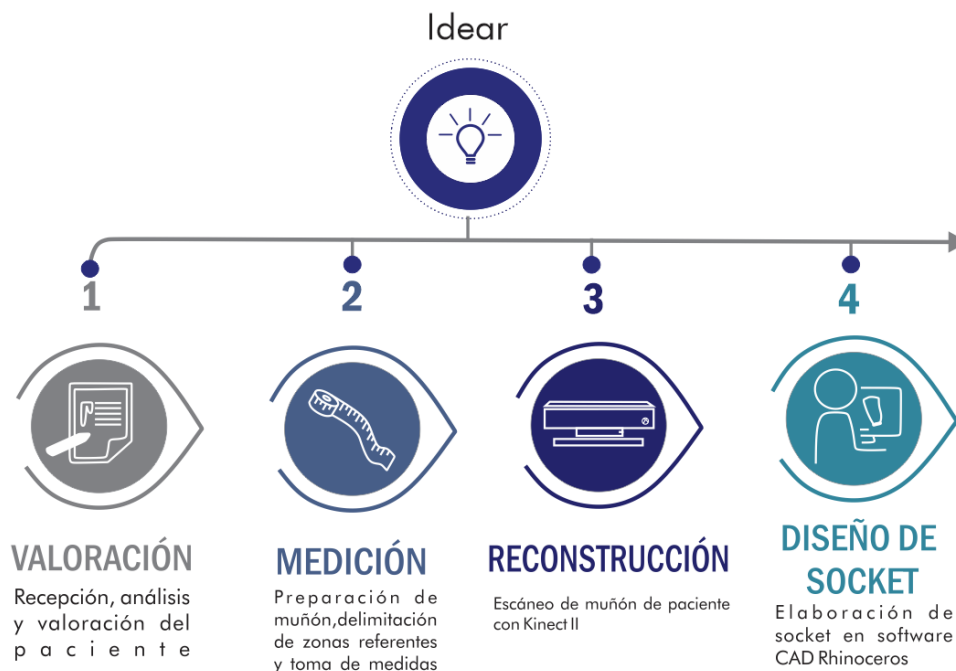 Idear
1
VALORACIÓN
Recepción, análisis
y valoración del
paciente
2
MEDICIÓN
Preparación de
muñón,delimitación
de zonas referentes
y toma de medidas
3
RECONSTRUCCIÓN
Escáneo de muñón de paciente
con Kinect II
4
DISEÑO DE
SOCKET
Elaboración de
socket en software
CAD Rhinoceros